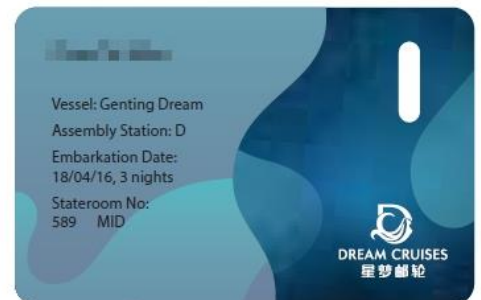 Vessel: Genting Dream
Assembly Station: D
Embarkation Date:
18/04/16, 3 nights
Stateroom No:
589 MID
DREAM CRUISES
星梦邮轮